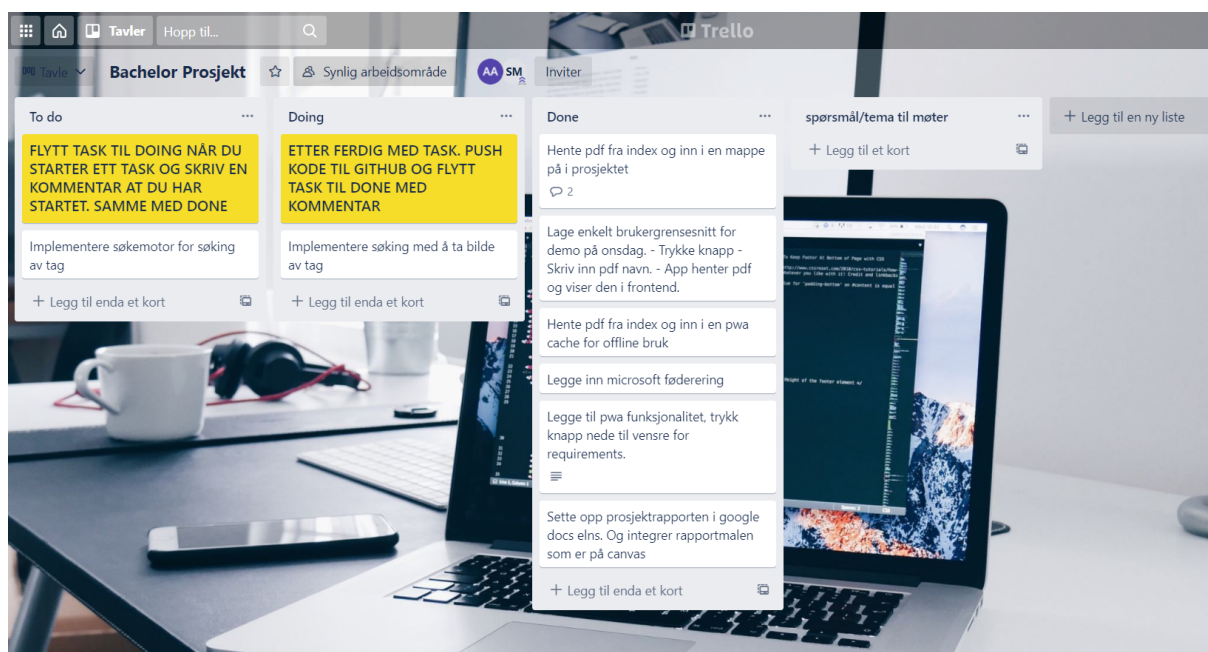 Tavler
Hopp til...
Trello
Tavle
Bachelor Prosjekt
Synlig arbeidsområde
AA
SM
Inviter
To do
FLYTT TASK TIL DOING NÅR DU
STARTER ETT TASK OG SKRIV EN
KOMMENTAR AT DU HAR
STARTET. SAMME MED DONE
Implementere søkemotor for søking
av tag
+ Legg til enda et kort
Doing
ETTER FERDIG MED TASK. PUSH
KODE TIL GITHUB OG FLYTT
TASK TIL DONE MED
KOMMENTAR
Implementere søking med å ta bilde
av tag
+ Legg til enda et kort
Done
Hente pdf fra index og inn i en mappe
på i prosjektet
2
Lage enkelt brukergrensesnitt for
demo på onsdag. - Trykke knapp -
Skriv inn pdf navn. - App henter pdf
og viser den i frontend.
Hente pdf fra index og inn i en pwa
cache for offline bruk
Legge inn microsoftføderering
Legge til pwa funksjonalitet, trykk
knapp nede til vensre for
requirements.
Sette opp prosjektrapporten i google
docs elns. Og integrer rapportmalen
som er på canvas
+ Legg til enda et kort
spørsmål/tema til møter
+ Legg til et kort
+ Legg til en ny liste